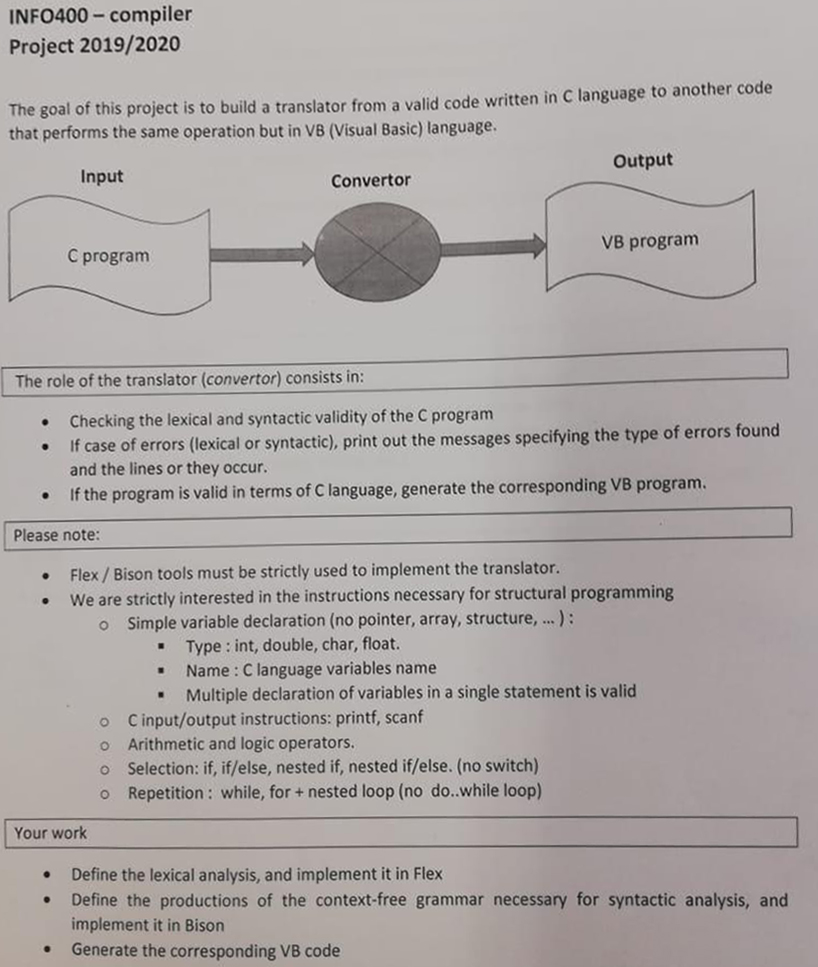 INFO400 – compiler
Project 2019/2020
The goal of this project is to build a translator from a valid code written in C language to another code
that performs the same operation but in VB (Visual Basic) language.
Input
Convertor
Output
C program
VB program
The role of the translator (convertor) consists in:
• Checking the lexical and syntactic validity of the C program
• If case of errors (lexical or syntactic), print out the messages specifying the type of errors found
and the lines or they occur.
• If the program is valid in terms of C language, generate the corresponding VB program.
Please note:
• Flex / Bison tools must be strictly used to implement the translator.
• We are strictly interested in the instructions necessary for structural programming
o Simple variable declaration (no pointer, array, structure, ... ) :
▪ Type : int, double, char, float.
▪ Name : C language variables name
▪ Multiple declaration of variables in a single statement is valid
o C input/output instructions: printf, scanf
o Arithmetic and logic operators.
o Selection: if, if/else, nested if, nested if/else. (no switch)
o Repetition : while, for + nested loop (no do..while loop)
Your work
• Define the lexical analysis, and implement it in Flex
• Define the productions of the context-free grammar necessary for syntactic analysis, and
implement it in Bison
• Generate the corresponding VB code